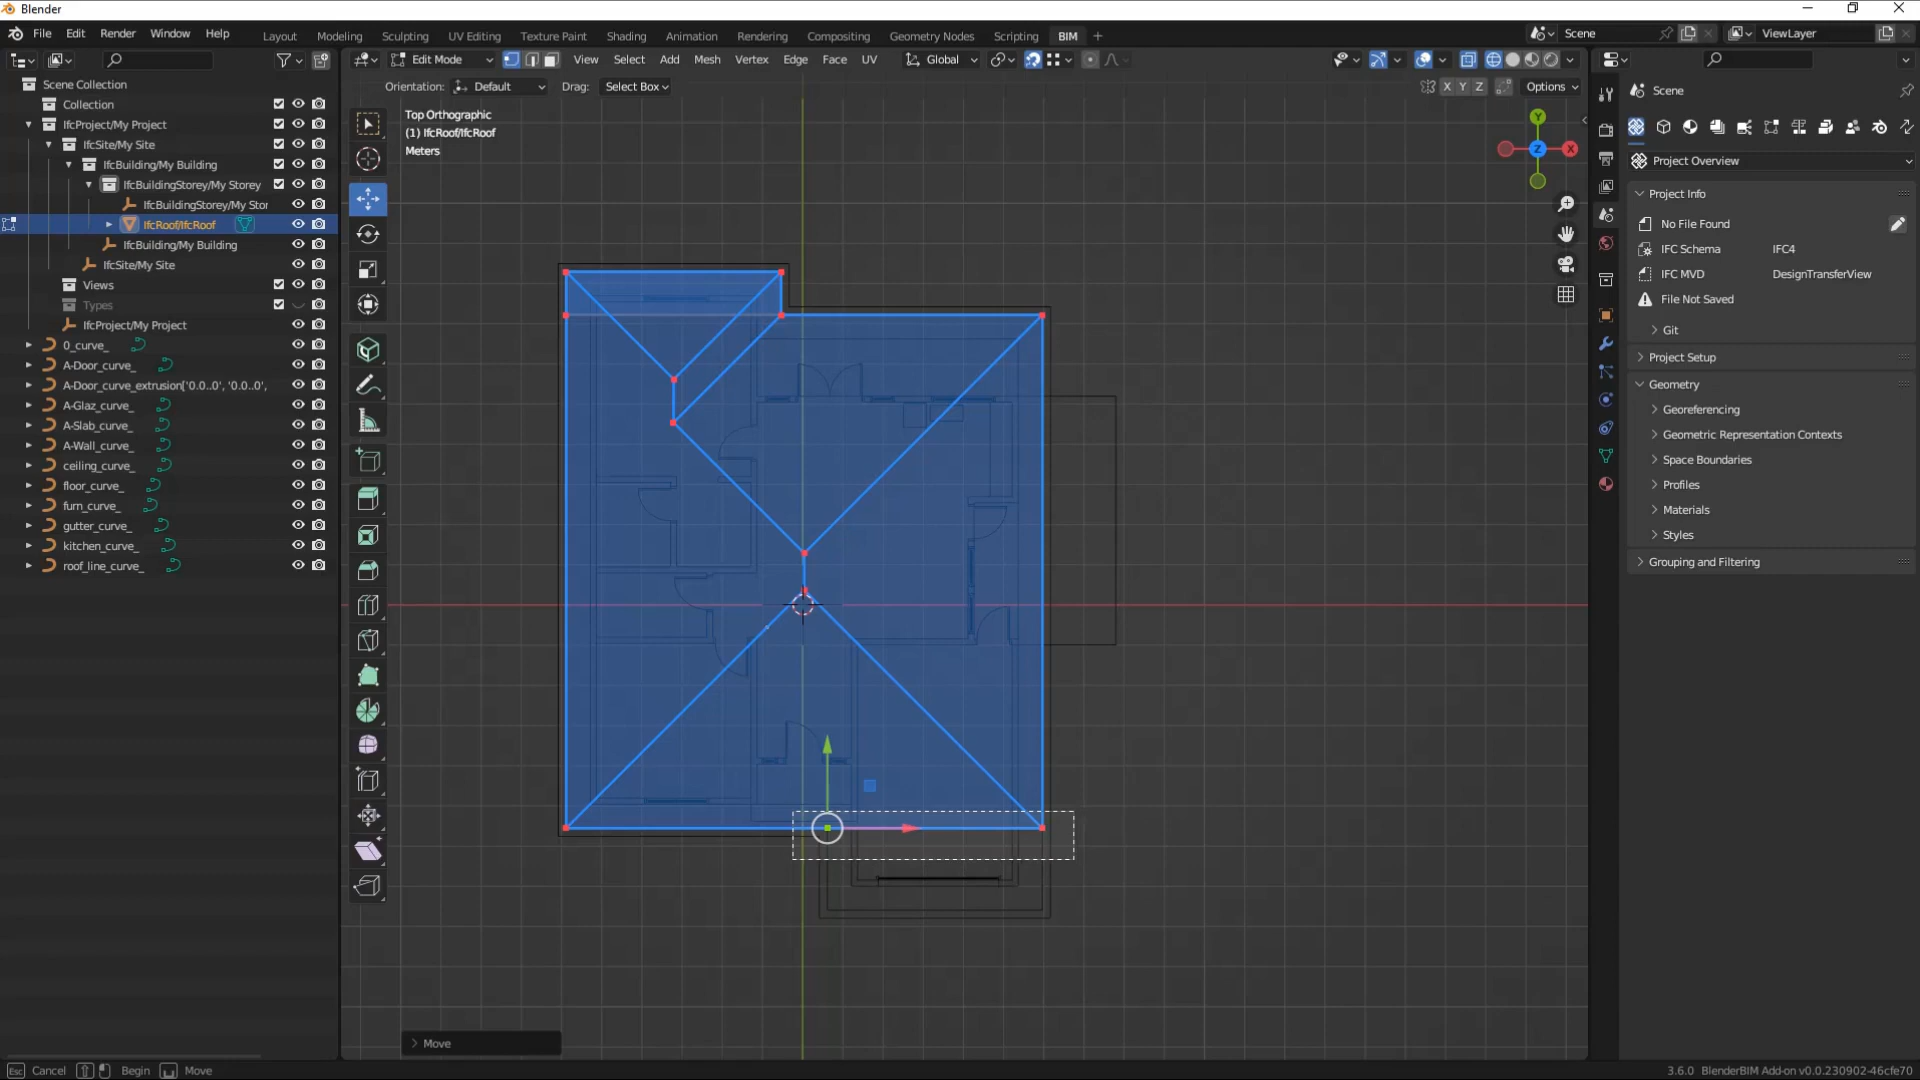 Blender
File Edit Render Window Help
Layout Modeling Sculpting UV Editing Texture Paint Shading Animation Rendering Compositing Geometry Nodes Scripting BIM
Scene
ViewLayer
Edit Mode
View Select Add Mesh Vertex Edge Face UV
Global
Orientation: Default Drag: Select Box
X Y Z Options
Scene Collection
Collection
IfcProject/My Project
IfcSite/My Site
IfcBuilding/My Building
IfcBuildingStorey/My Storey
IfcBuildingStorey/My Stor
IfcRoof/IfcRoof
IfcBuilding/My Building
IfcSite/My Site
Views
Types
IfcProject/My Project
0_curve_
A-Door_curve_
A-Door_curve_extrusion['0.0..0', '0.0..0',
A-Glaz_curve_
A-Slab_curve_
A-Wall_curve_
ceiling_curve_
floor_curve_
furn_curve_
gutter_curve_
kitchen_curve_
roof_line_curve_
Top Orthographic
(1) IfcRoof/IfcRoof
Meters
Y
Z
X
Move
Scene
Project Overview
Project Info
No File Found
IFC Schema IFC4
IFC MVD DesignTransferView
File Not Saved
Git
Project Setup
Geometry
Georeferencing
Geometric Representation Contexts
Space Boundaries
Profiles
Materials
Styles
Grouping and Filtering
Esc Cancel Begin Move
3.6.0 BlenderBIM Add-on v0.0.230902-46cfe70